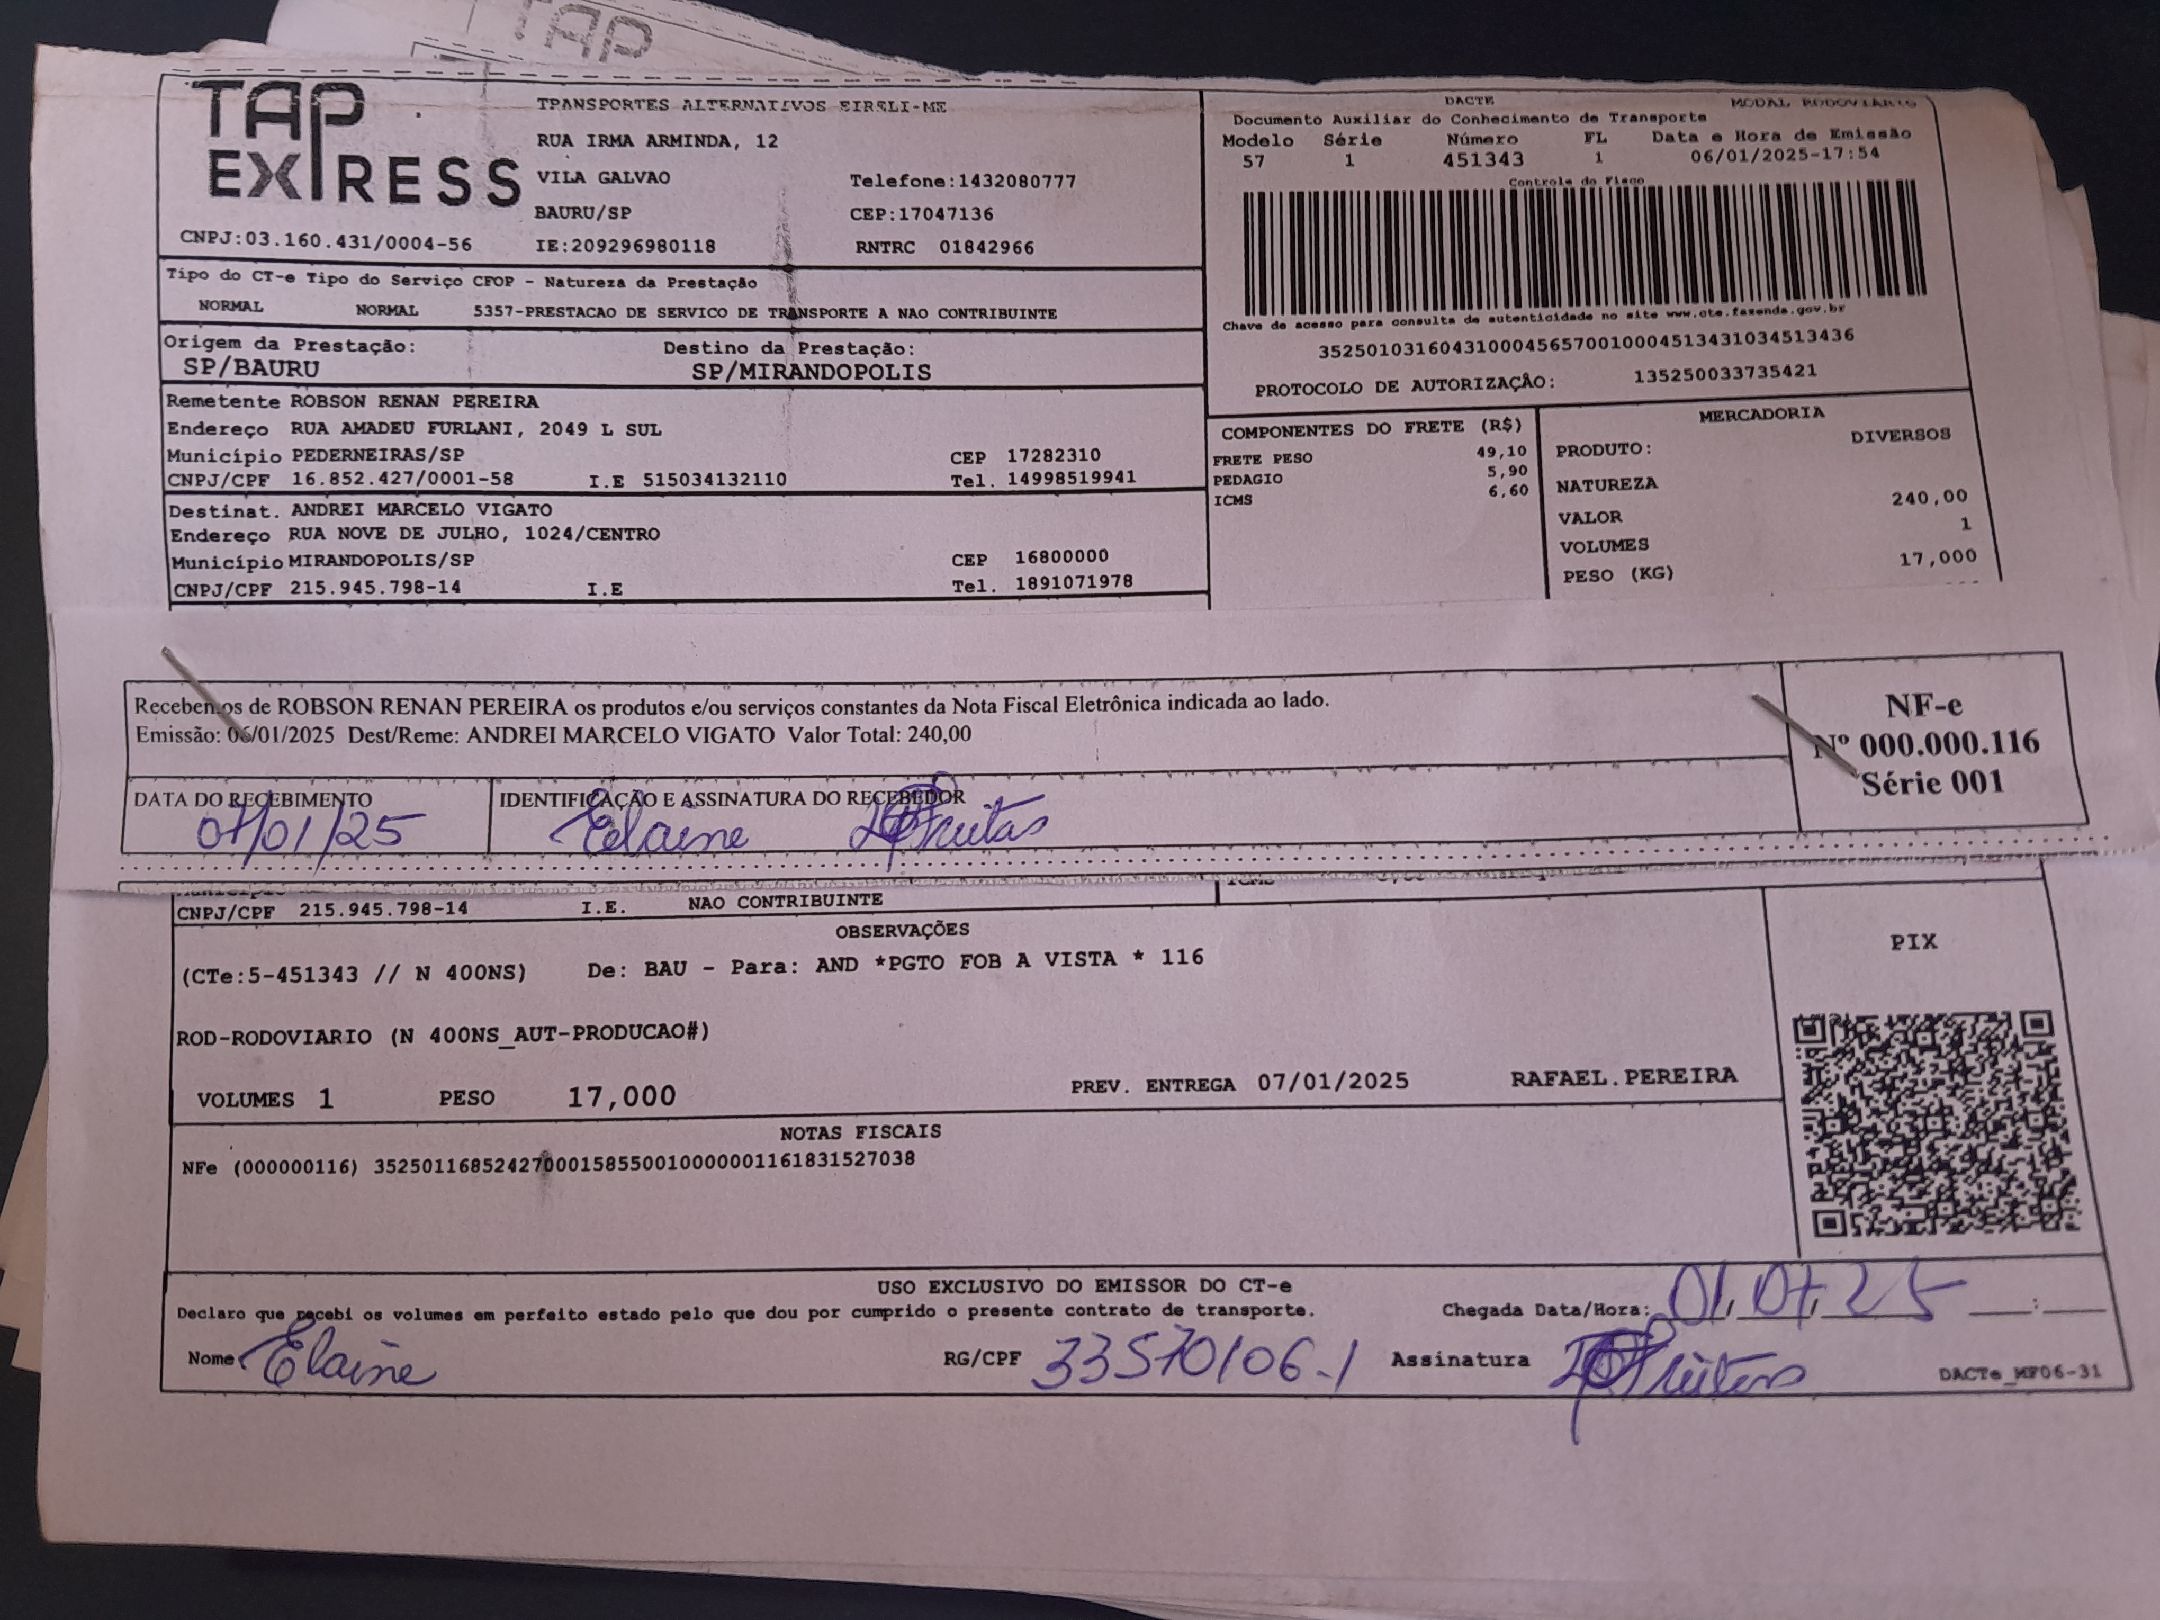 TAP
TAP
EXPRESS
TRANSPORTES ALTERNATIVOS EIRELI-ME
RUA IRMA ARMINDA, 12
VILA GALVAO Telefone:1432080777
BAURU/SP CEP:17047136
CNPJ:03.160.431/0004-56 IE:209296980118 RNTRC 01842966
DACTE MODAL RODOVIARIO
Documento Auxiliar do Conhecimento de Transporte
Modelo Série Número FL Data e Hora de Emissão
57 1 451343 1 06/01/2025-17:54
Controle do Fisco
Chave de acesso para consulta de autenticidade no site www.cte.fazenda.gov.br
35250103160431000456570010004513431034513436
PROTOCOLO DE AUTORIZAÇÃO: 135250033735421
Tipo do CT-e Tipo do Serviço CFOP - Natureza da Prestação
NORMAL NORMAL 5357-PRESTACAO DE SERVICO DE TRANSPORTE A NAO CONTRIBUINTE
Origem da Prestação: Destino da Prestação:
SP/BAURU SP/MIRANDOPOLIS
Remetente ROBSON RENAN PEREIRA
Endereço RUA AMADEU FURLANI, 2049 L SUL
Município PEDERNEIRAS/SP CEP 17282310
CNPJ/CPF 16.852.427/0001-58 I.E 515034132110 Tel. 14998519941
Destinat. ANDREI MARCELO VIGATO
Endereço RUA NOVE DE JULHO, 1024/CENTRO
Município MIRANDOPOLIS/SP CEP 16800000
CNPJ/CPF 215.945.798-14 I.E Tel. 1891071978
COMPONENTES DO FRETE (R$)
FRETE PESO 49,10
PEDAGIO 5,90
ICMS 6,60
MERCADORIA
PRODUTO: DIVERSOS
NATUREZA
VALOR 240,00
VOLUMES 1
PESO (KG) 17,000
Recebemos de ROBSON RENAN PEREIRA os produtos e/ou serviços constantes da Nota Fiscal Eletrônica indicada ao lado.
Emissão: 06/01/2025 Dest/Reme: ANDREI MARCELO VIGATO Valor Total: 240,00
NF-e
Nº 000.000.116
Série 001
DATA DO RECEBIMENTO IDENTIFICAÇÃO E ASSINATURA DO RECEBEDOR
07/01/25 Elaine Freitas
CNPJ/CPF 215.945.798-14 I.E. NAO CONTRIBUINTE
OBSERVAÇÕES
(CTe:5-451343 // N 400NS) De: BAU - Para: AND *PGTO FOB A VISTA * 116
ROD-RODOVIARIO (N 400NS_AUT-PRODUCAO#)
VOLUMES 1 PESO 17,000 PREV. ENTREGA 07/01/2025 RAFAEL.PEREIRA
PIX
NOTAS FISCAIS
NFe (000000116) 35250116852427000158550010000001161831527038
USO EXCLUSIVO DO EMISSOR DO CT-e
Declaro que recebi os volumes em perfeito estado pelo que dou por cumprido o presente contrato de transporte. Chegada Data/Hora: 01/07/25 __:__
Nome Elaine RG/CPF 33570106-1 Assinatura Freitas
DACTe_MF06-31